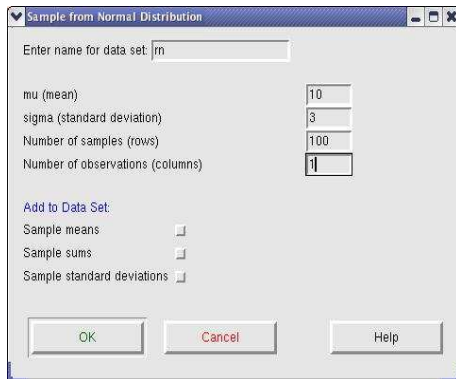 Sample from Normal Distribution
Enter name for data set: rn
mu (mean) 10
sigma (standard deviation) 3
Number of samples (rows) 100
Number of observations (columns) 1
Add to Data Set:
Sample means
Sample sums
Sample standard deviations
OK Cancel Help